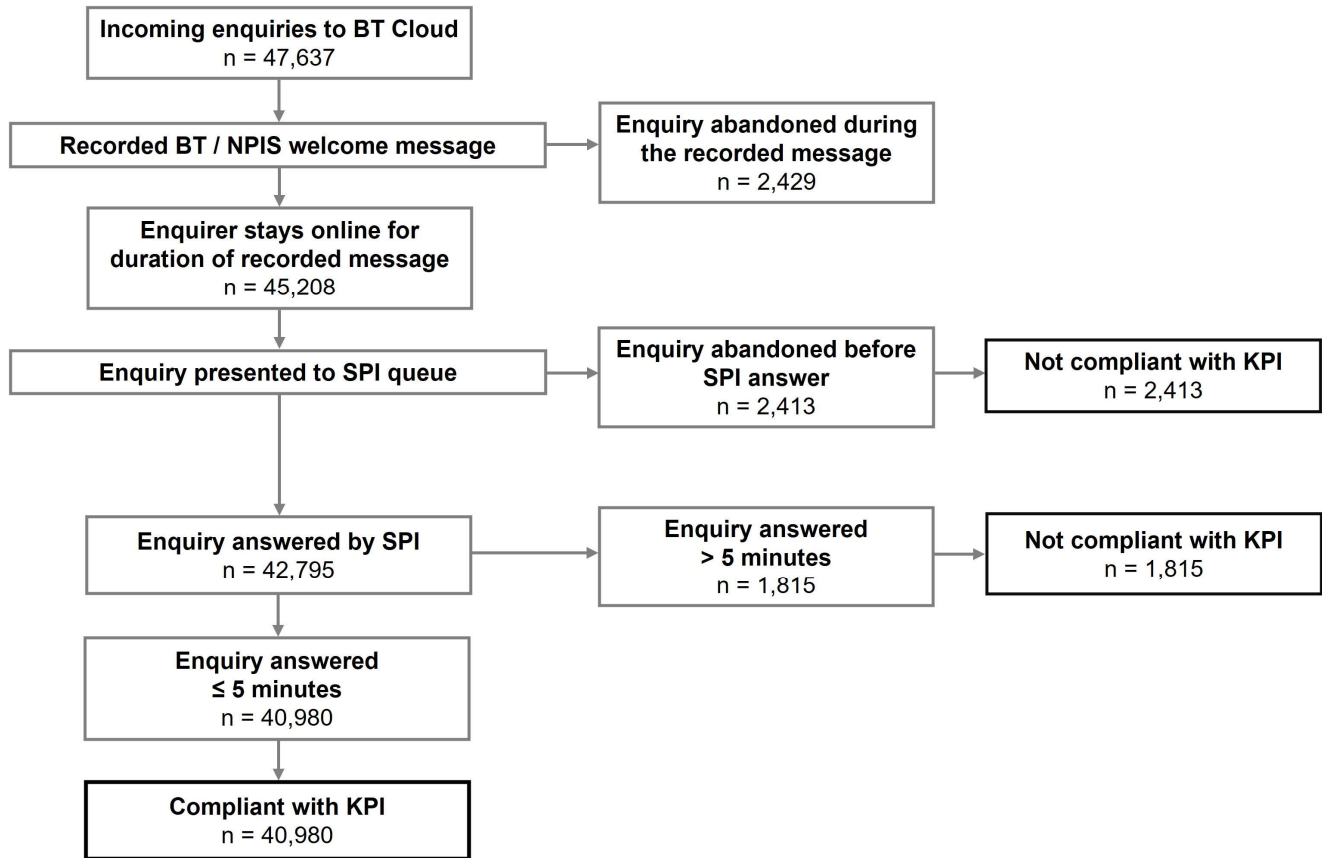 Incoming enquiries to BT Cloud
n = 47,637
Recorded BT / NPIS welcome message
Enquiry abandoned during
the recorded message
n = 2,429
Enquirer stays online for
duration of recorded message
n = 45,208
Enquiry presented to SPI queue
Enquiry abandoned before
SPI answer
n = 2,413
Not compliant with KPI
n = 2,413
Enquiry answered by SPI
n = 42,795
Enquiry answered
> 5 minutes
n = 1,815
Not compliant with KPI
n = 1,815
Enquiry answered
≤ 5 minutes
n = 40,980
Compliant with KPI
n = 40,980